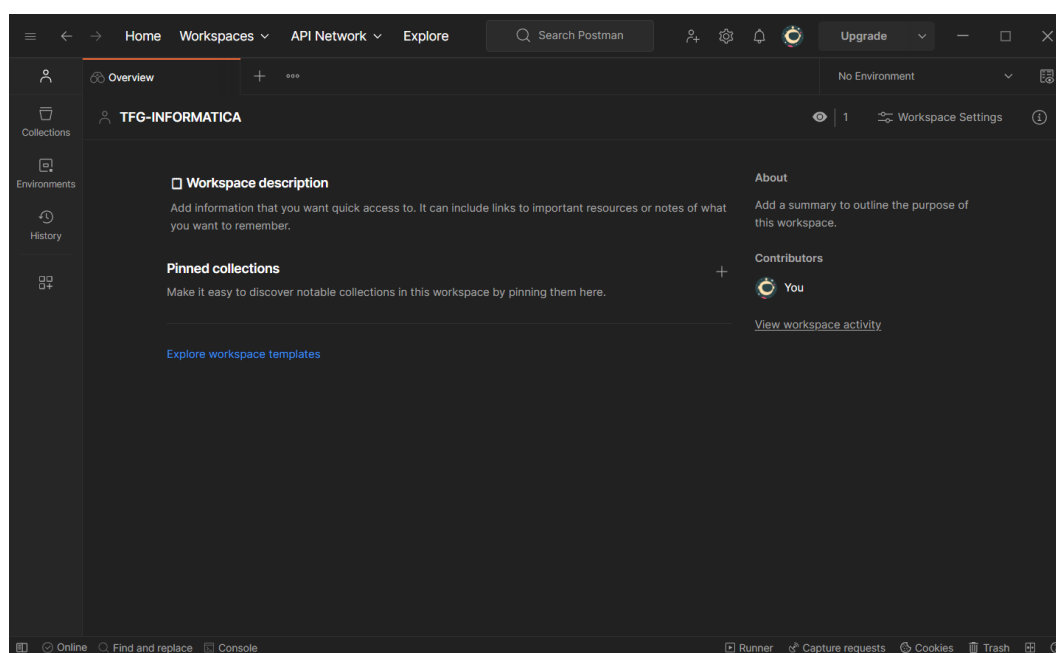 Home Workspaces API Network Explore Search Postman Upgrade
Overview No Environment
TFG-INFORMATICA 1 Workspace Settings
Collections
Environments
History
Workspace description
Add information that you want quick access to. It can include links to important resources or notes of what
you want to remember.
Pinned collections
Make it easy to discover notable collections in this workspace by pinning them here.
Explore workspace templates
About
Add a summary to outline the purpose of
this workspace.
Contributors
You
View workspace activity
Online Find and replace Console Runner Capture requests Cookies Trash